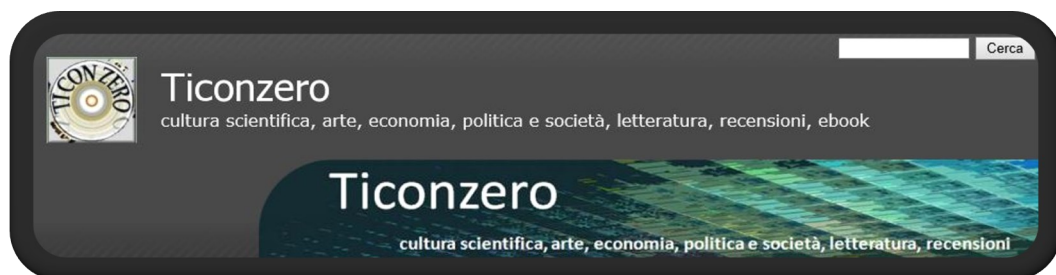 Cerca
TICONZERO
Ticonzero
cultura scientifica, arte, economia, politica e società, letteratura, recensioni, ebook
Ticonzero
cultura scientifica, arte, economia, politica e società, letteratura, recensioni